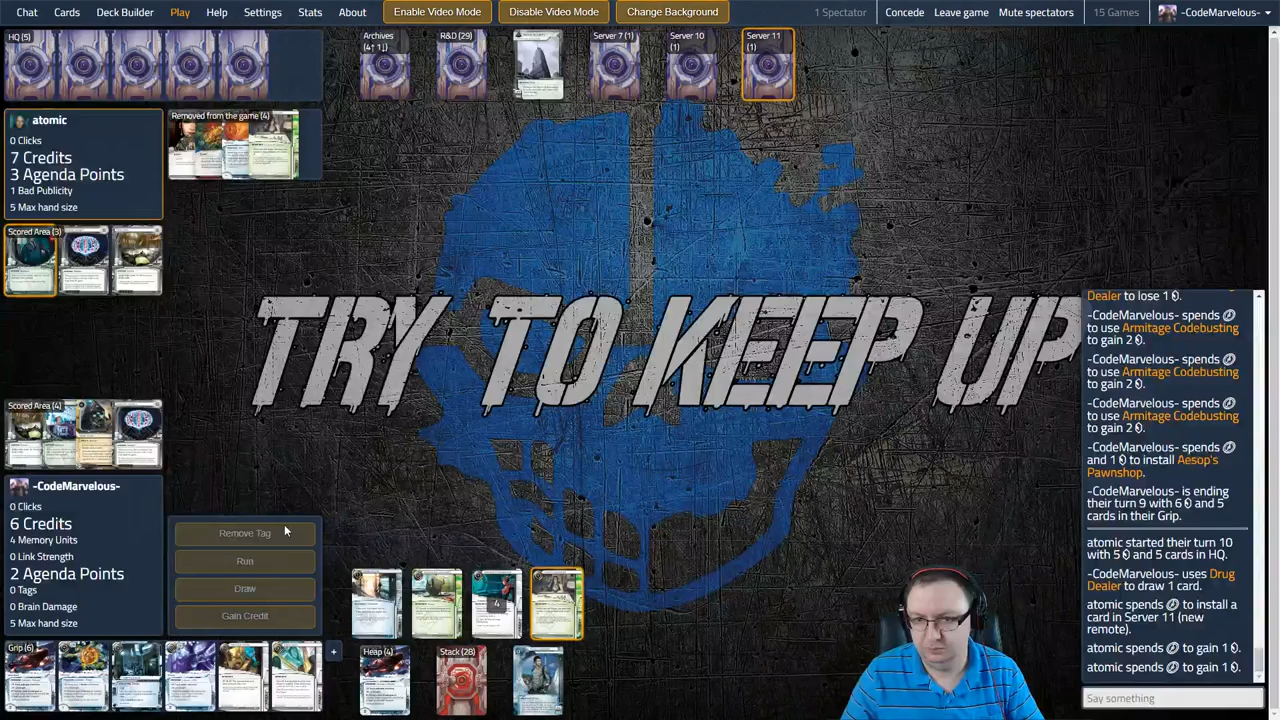 Chat Cards Deck Builder Play Help Settings Stats About Enable Video Mode Disable Video Mode Change Background 1 Spectator Concede Leave game Mute spectators 15 Games -CodeMarvelous-
HQ (5)
Archives
(4↑ 1↓)
R&D (29)
Server 7 (1)
Server 10
(1)
Server 11
(1)
atomic
3 Clicks
7 Credits
3 Agenda Points
1 Bad Publicity
5 Max hand size
Removed from the game (4)
Scored Area (3)
TRY TO KEEP UP
Scored Area (4)
-CodeMarvelous-
0 Clicks
6 Credits
4 Memory Units
0 Link Strength
2 Agenda Points
0 Tags
0 Brain Damage
5 Max hand size
Remove Tag
Run
Draw
Gain Credit
4
Grip (6)
+
Heap (4)
Stack (28)
Dealer to lose 1
-CodeMarvelous- spends
to use Armitage Codebusting
to gain 2
-CodeMarvelous- spends
to use Armitage Codebusting
to gain 2
-CodeMarvelous- spends
to use Armitage Codebusting
to gain 2
-CodeMarvelous- spends
and 1 to install Aesop's
Pawnshop.
-CodeMarvelous- is ending
their turn 9 with 6 and 5
cards in their Grip.
atomic started their turn 10
with 5 and 5 cards in HQ.
-CodeMarvelous- uses Drug
Dealer to draw 1 card.
atomic spends to install a
card in Server 11 (new
remote).
atomic spends to gain 1
atomic spends to gain 1
Say something